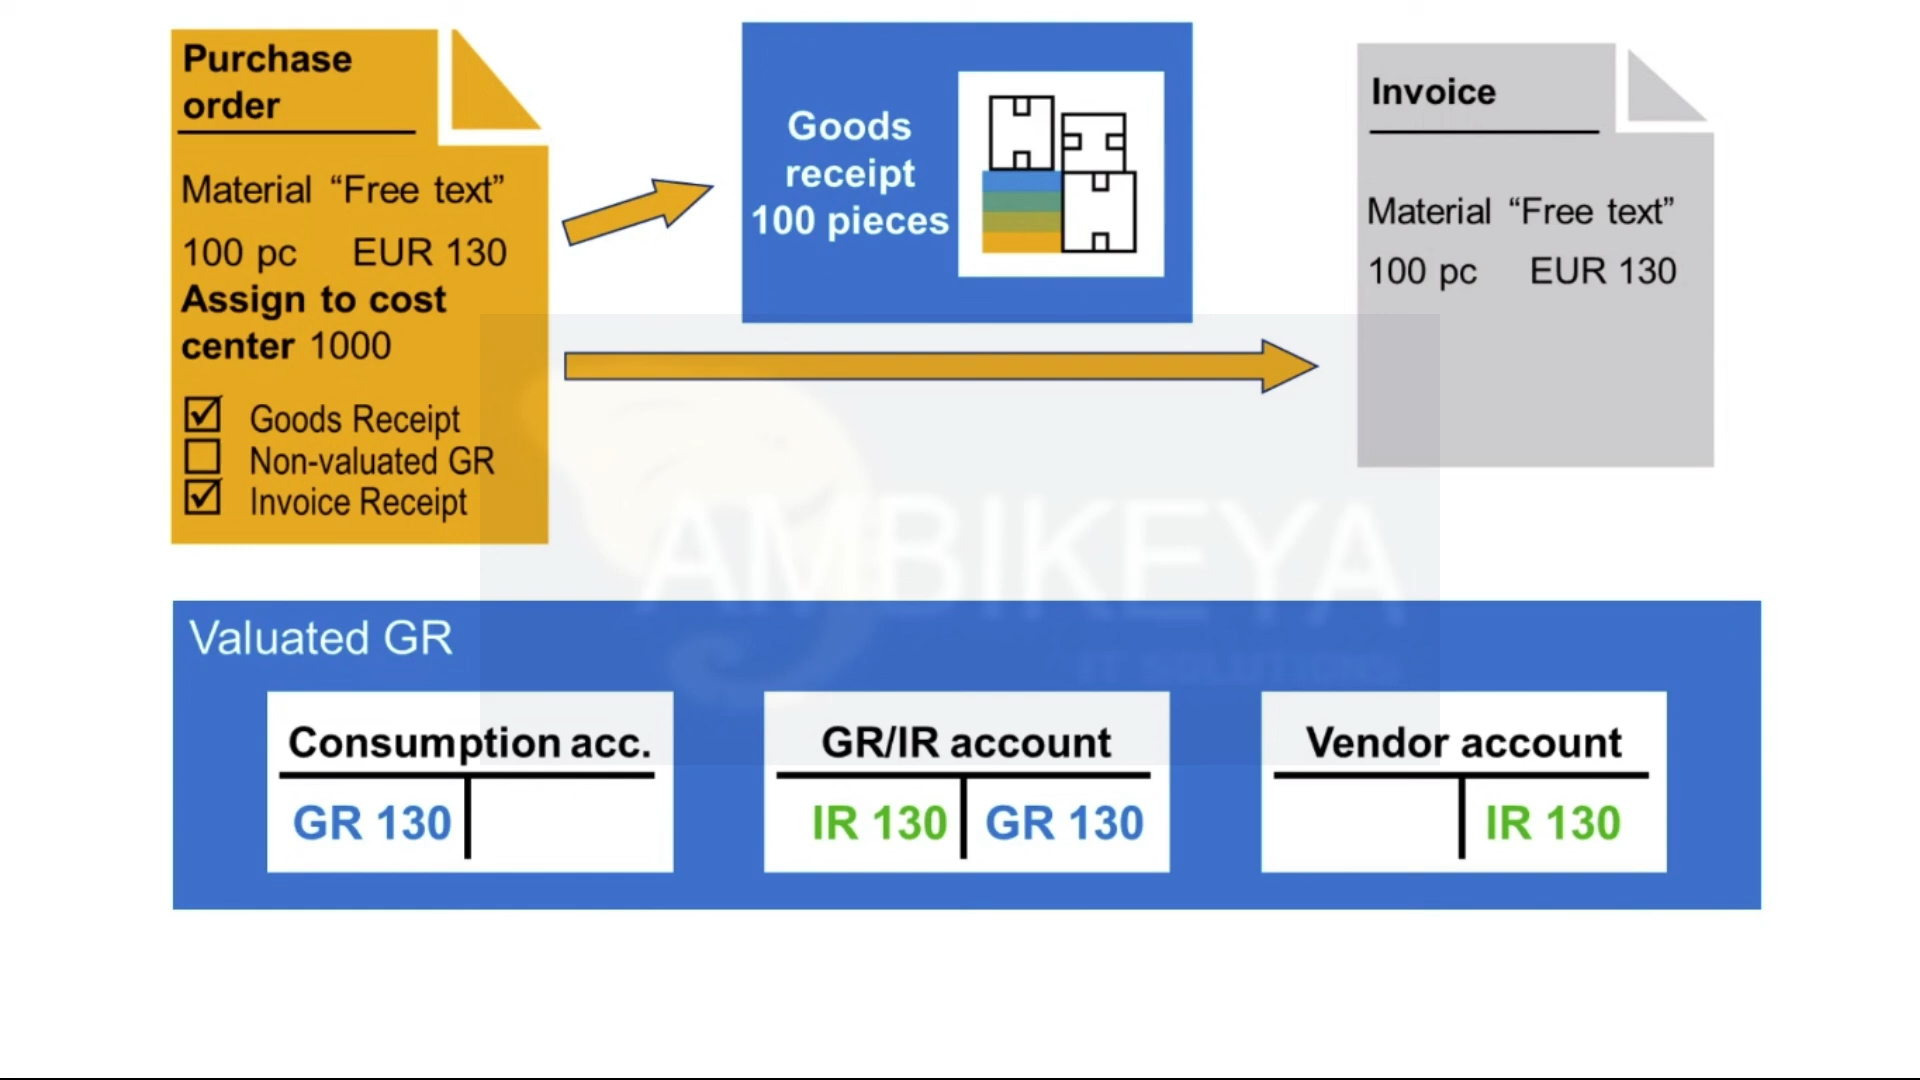 Purchase
order
Material “Free text”
100 pc EUR 130
Assign to cost
center 1000
Goods Receipt
Non-valuated GR
Invoice Receipt
Goods
receipt
100 pieces
Invoice
Material “Free text”
100 pc EUR 130
AMBIKEYA
IT SOLUTIONS
Valuated GR
Consumption acc.
GR 130
GR/IR account
IR 130 GR 130
Vendor account
IR 130